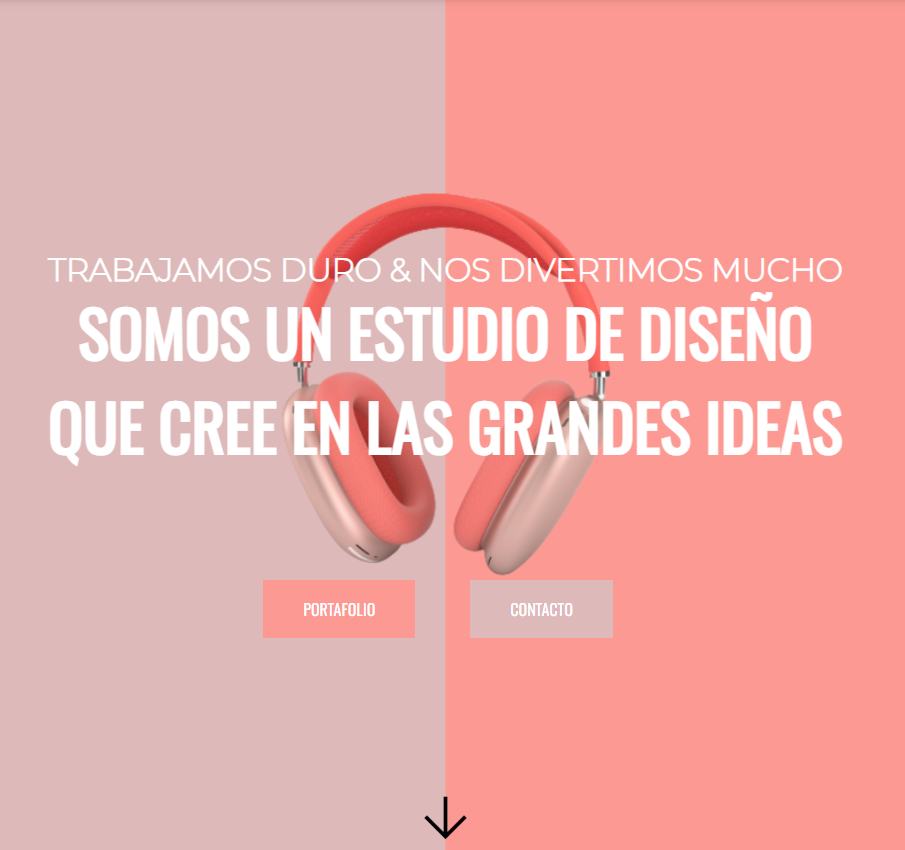 TRABAJAMOS DURO & NOS DIVERTIMOS MUCHO
SOMOS UN ESTUDIO DE DISEÑO
QUE CREE EN LAS GRANDES IDEAS
PORTAFOLIO
CONTACTO